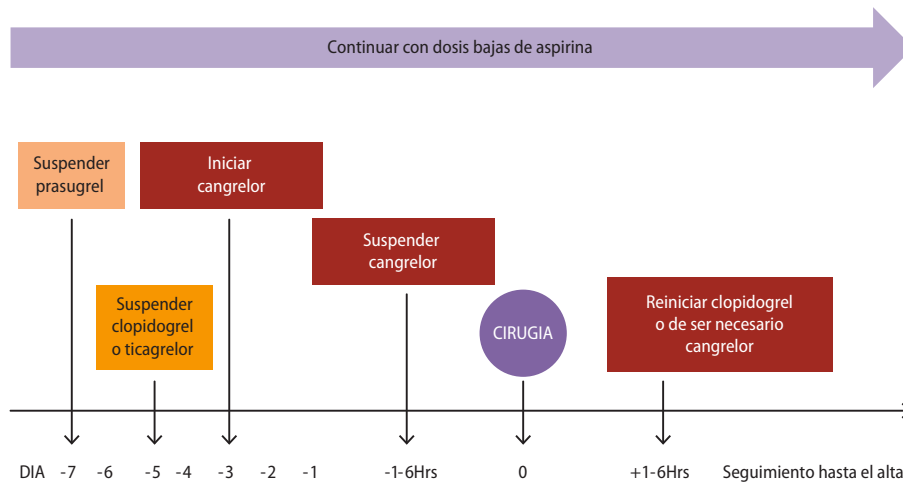 Continuar con dosis bajas de aspirina
Suspender
prasugrel
Iniciar
cangrelor
Suspender
cangrelor
Suspender
clopidogrel
o ticagrelor
CIRUGIA
Reiniciar clopidogrel
o de ser necesario
cangrelor
DIA -7 -6 -5 -4 -3 -2 -1 -1-6Hrs 0 +1-6Hrs Seguimiento hasta el alta